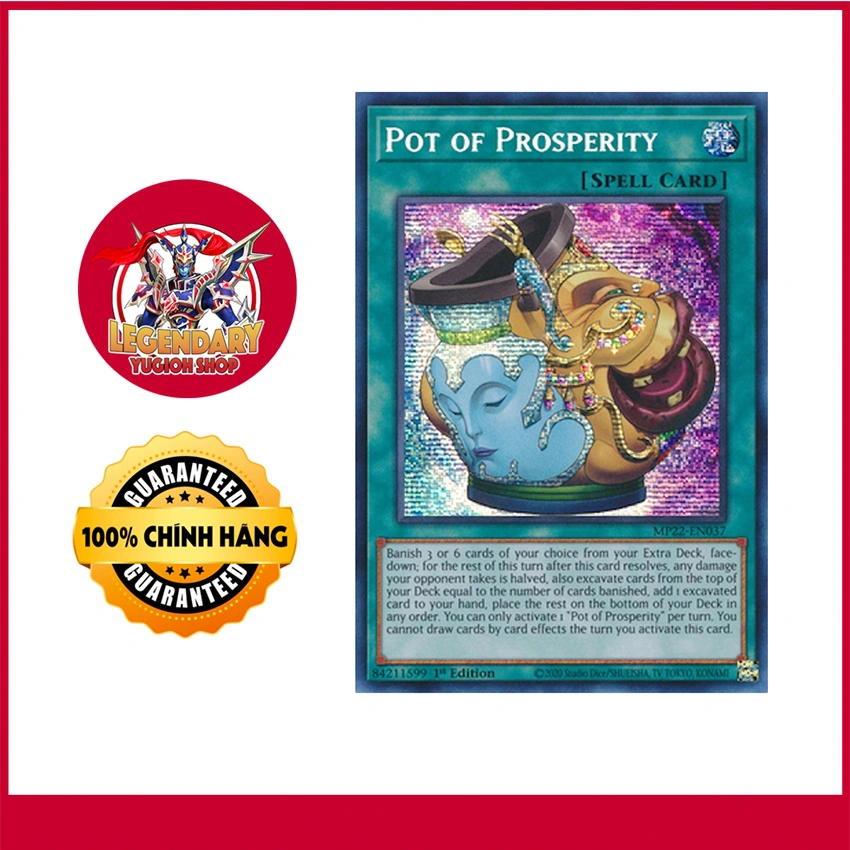 LEGENDARY
YUGIOH SHOP
GUARANTEED
100% CHÍNH HÃNG
GUARANTEED
POT OF PROSPERITY
[SPELL CARD]
MP22-EN037
Banish 3 or 6 cards of your choice from your Extra Deck, face-
down; for the rest of this turn after this card resolves, any damage
your opponent takes is halved, also excavate cards from the top
of your Deck equal to the number of cards banished, add 1 excavated
card to your hand, place the rest on the bottom of your Deck in
any order. You can only activate 1 "Pot of Prosperity" per turn. You
cannot draw cards by card effects the turn you activate this card.
84211599 1st Edition
©2020 Studio Dice/SHUEISHA, TV TOKYO, KONAMI